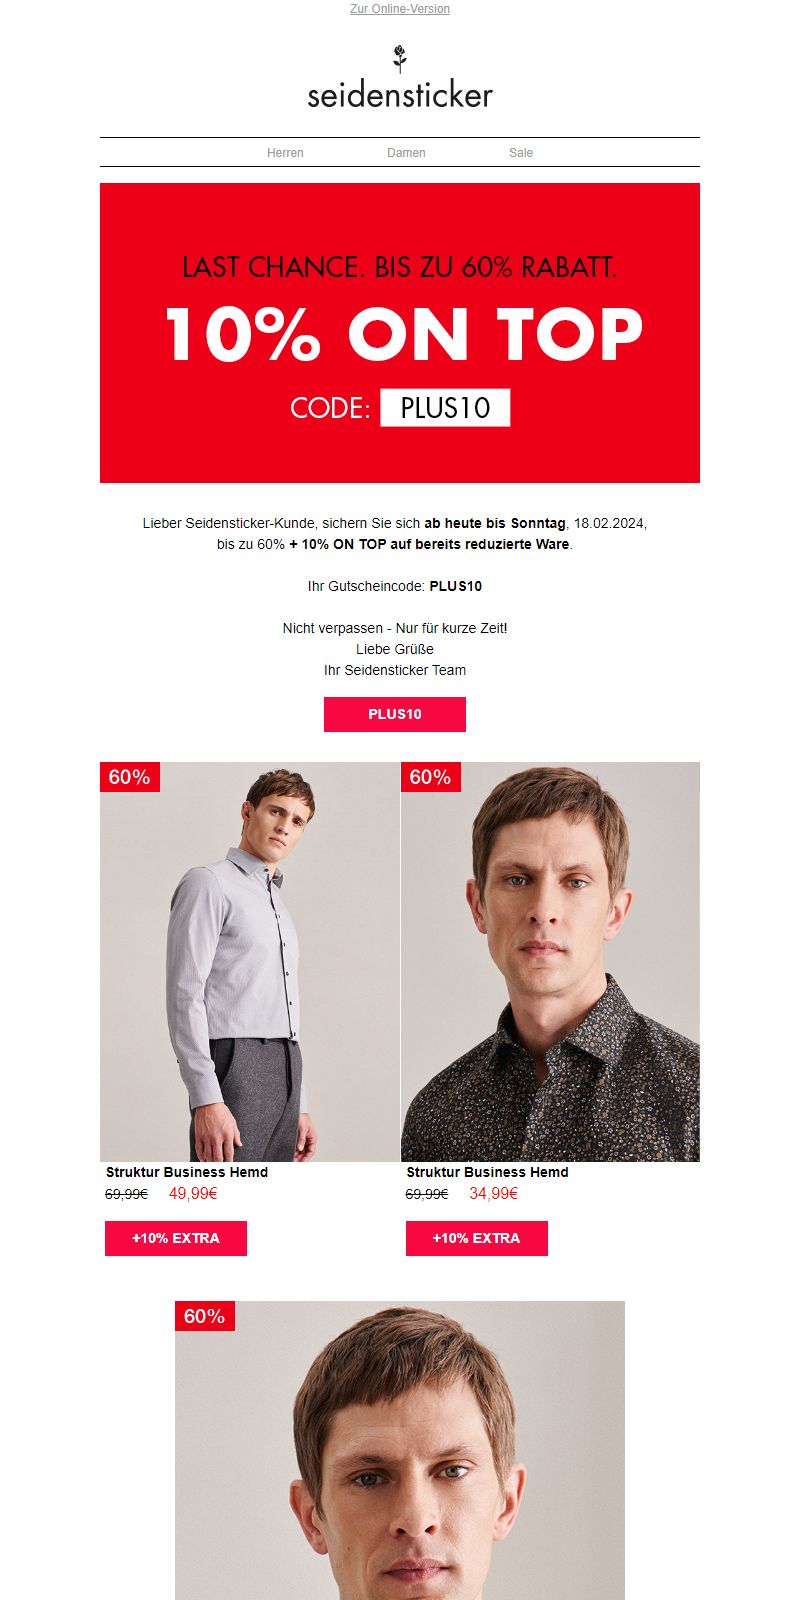 Zur Online-Version
seidensticker
Herren Damen Sale
LAST CHANCE. BIS ZU 60% RABATT.
10% ON TOP
CODE: PLUS10
Lieber Seidensticker-Kunde, sichern Sie sich ab heute bis Sonntag, 18.02.2024,
bis zu 60% + 10% ON TOP auf bereits reduzierte Ware.
Ihr Gutscheincode: PLUS10
Nicht verpassen - Nur für kurze Zeit!
Liebe Grüße
Ihr Seidensticker Team
PLUS10
60% 60%
Struktur Business Hemd Struktur Business Hemd
69,99€ 49,99€ 69,99€ 34,99€
+10% EXTRA +10% EXTRA
60%